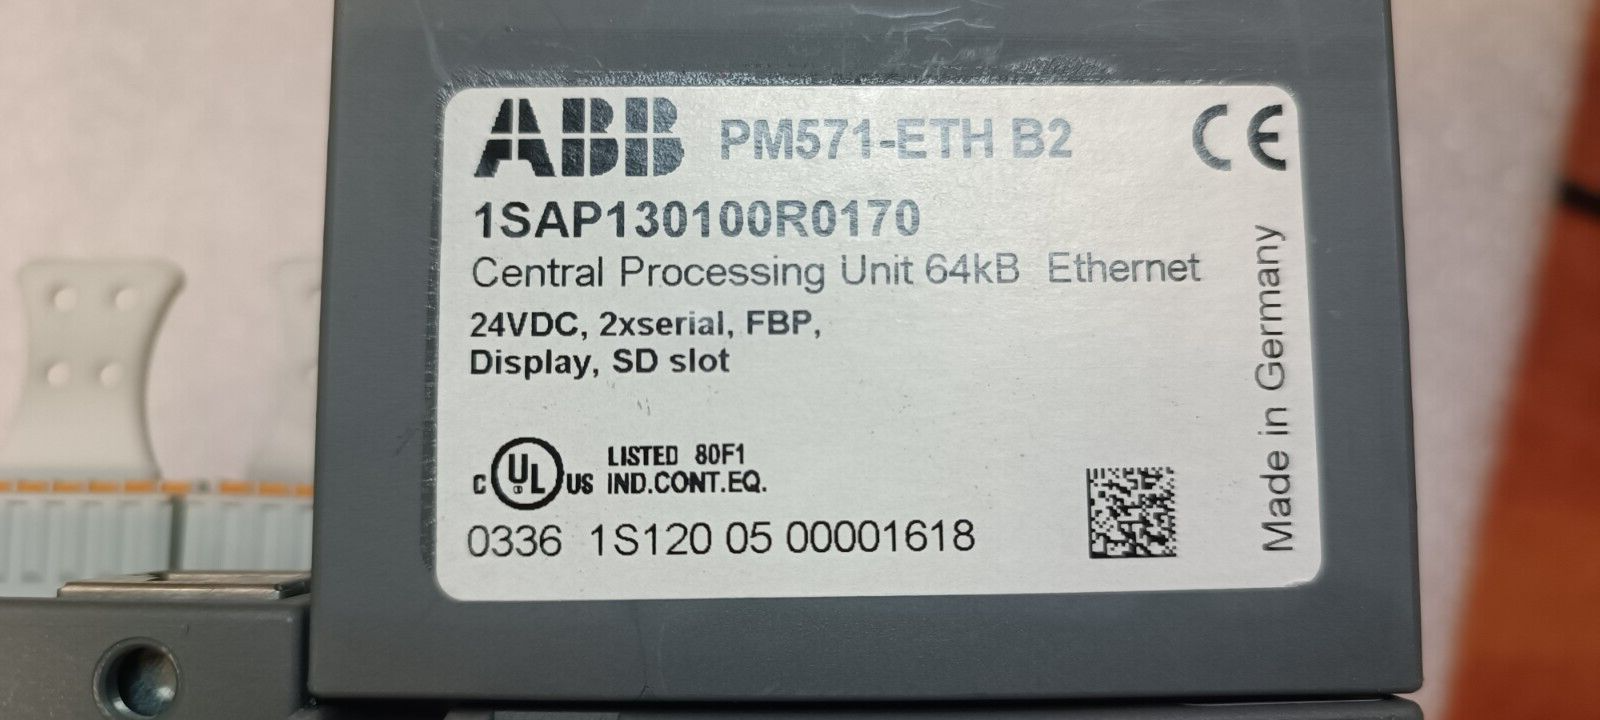 ABB PM571-ETH B2 CE
1SAP130100R0170
Central Processing Unit 64kB Ethernet
24VDC, 2xserial, FBP,
Display, SD slot
C UL US LISTED 80F1
IND.CONT.EQ.
0336 1S120 05 00001618
Made in Germany